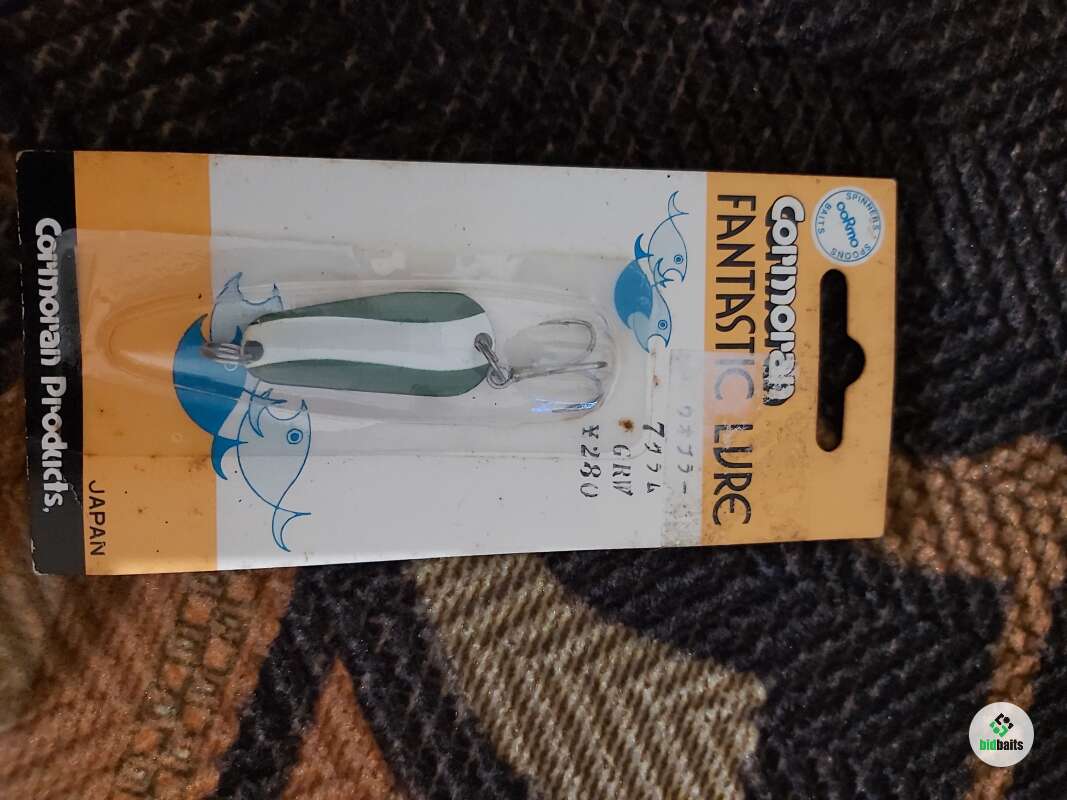 SPINNERS · SPOONS
BAITS
CoRmo
Cormoran
FANTASTIC LURE
ウオブラー
7グラム
GRW
¥280
JAPAN
Cormoran Products,
bidbaits